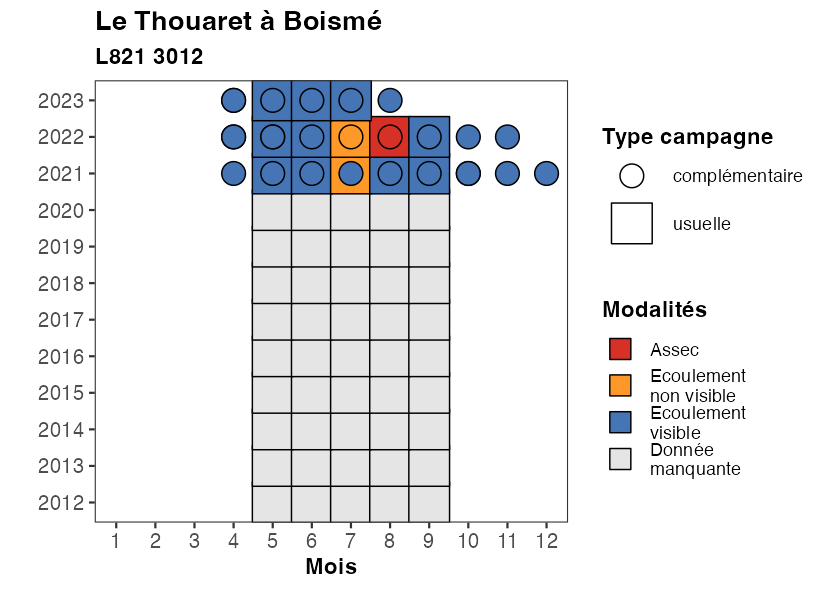 Le Thouaret à Boismé
L821 3012
2023
2022
2021
2020
2019
2018
2017
2016
2015
2014
2013
2012
1 2 3 4 5 6 7 8 9 10 11 12
Mois
Type campagne
complémentaire
usuelle
Modalités
Assec
Ecoulement
non visible
Ecoulement
visible
Donnée
manquante